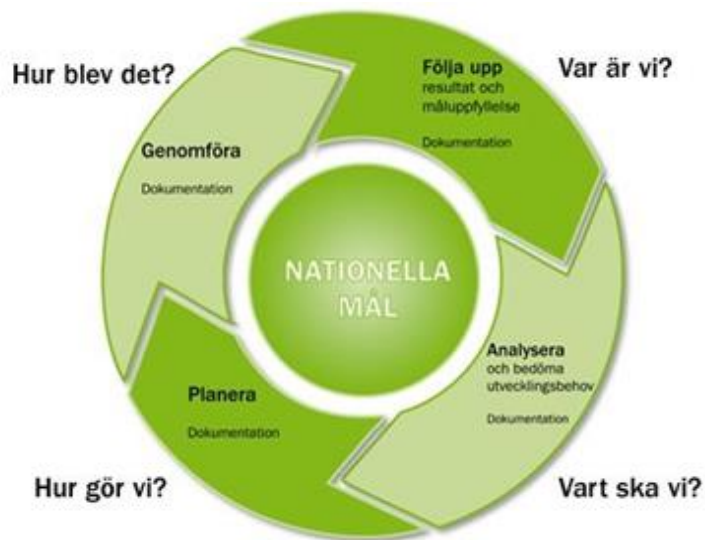 Hur blev det?
Var är vi?
Följa upp
resultat och
måluppfyllelse
Dokumentation
Genomföra
Dokumentation
NATIONELLA
MÅL
Analysera
och bedöma
utvecklingsbehov
Dokumentation
Planera
Dokumentation
Hur gör vi?
Vart ska vi?